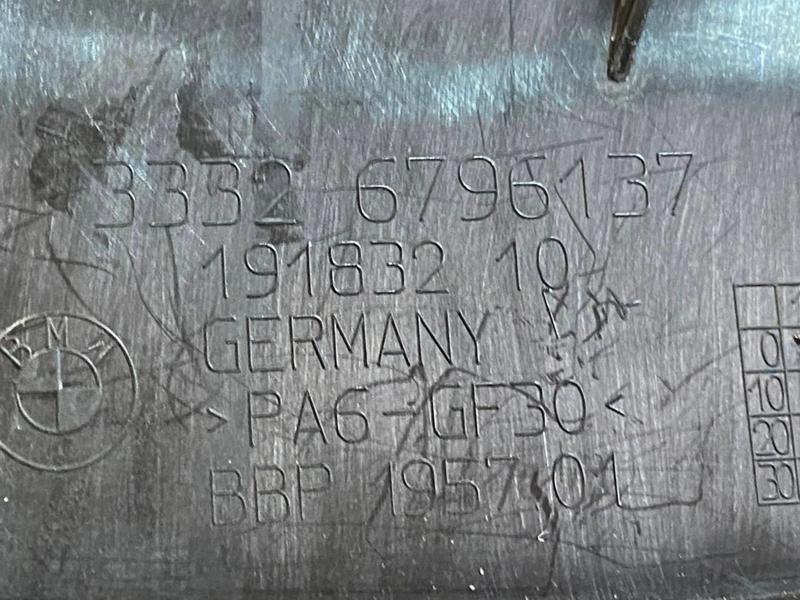 3332 6796137
191832 10
GERMANY
>PA6-GF30<
BBP 1957 01
BMW
0
10
20
30